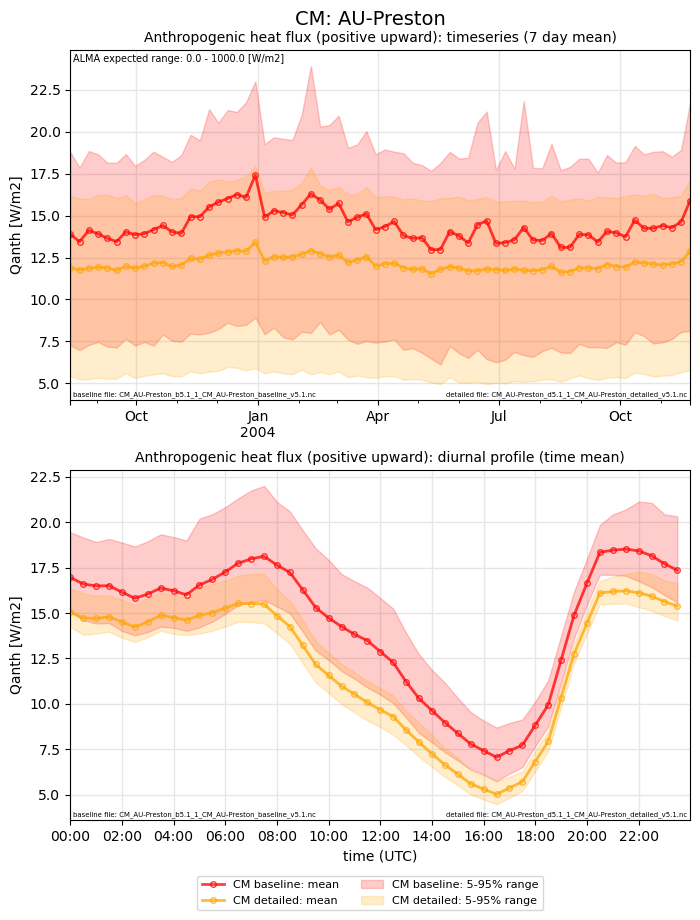 CM: AU-Preston
Anthropogenic heat flux (positive upward): timeseries (7 day mean)
ALMA expected range: 0.0 - 1000.0 [W/m2]
22.5
20.0
17.5
15.0
12.5
10.0
7.5
5.0
Qanth [W/m2]
baseline file: CM_AU-Preston_b5.1_1_CM_AU-Preston_baseline_v5.1.nc
detailed file: CM_AU-Preston_d5.1_1_CM_AU-Preston_detailed_v5.1.nc
Oct Jan Apr Jul Oct
2004
Anthropogenic heat flux (positive upward): diurnal profile (time mean)
22.5
20.0
17.5
15.0
12.5
10.0
7.5
5.0
Qanth [W/m2]
baseline file: CM_AU-Preston_b5.1_1_CM_AU-Preston_baseline_v5.1.nc
detailed file: CM_AU-Preston_d5.1_1_CM_AU-Preston_detailed_v5.1.nc
00:00 02:00 04:00 06:00 08:00 10:00 12:00 14:00 16:00 18:00 20:00 22:00
time (UTC)
CM baseline: mean
CM detailed: mean
CM baseline: 5-95% range
CM detailed: 5-95% range